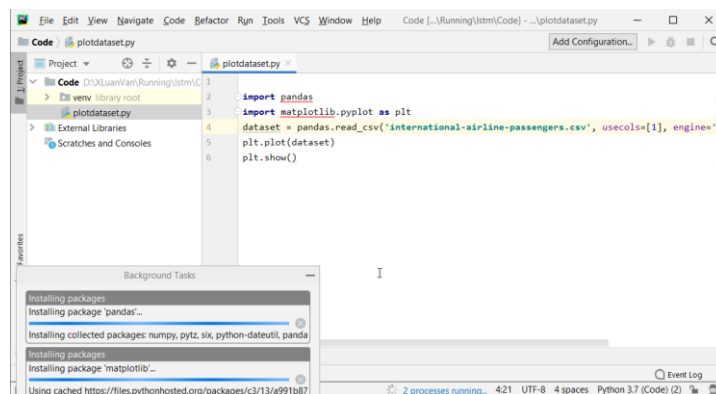 File Edit View Navigate Code Refactor Run Tools VCS Window Help Code [...\Running\lstm\Code] - ...\plotdataset.py
Code plotdataset.py Add Configuration...
1: Project
Project
plotdataset.py
Code D:\XLuanVan\Running\lstm\C
venv library root
plotdataset.py
External Libraries
Scratches and Consoles
1
2 import pandas
3 import matplotlib.pyplot as plt
4 dataset = pandas.read_csv('international-airline-passengers.csv', usecols=[1], engine='
5 plt.plot(dataset)
6 plt.show()
Favorites
Background Tasks
Installing packages
Installing package 'pandas'...
Installing collected packages: numpy, pytz, six, python-dateutil, panda
Installing packages
Installing package 'matplotlib'...
Using cached https://files.pythonhosted.org/packages/c3/13/a991b87
Event Log
2 processes running... 4:21 UTF-8 4 spaces Python 3.7 (Code) (2)